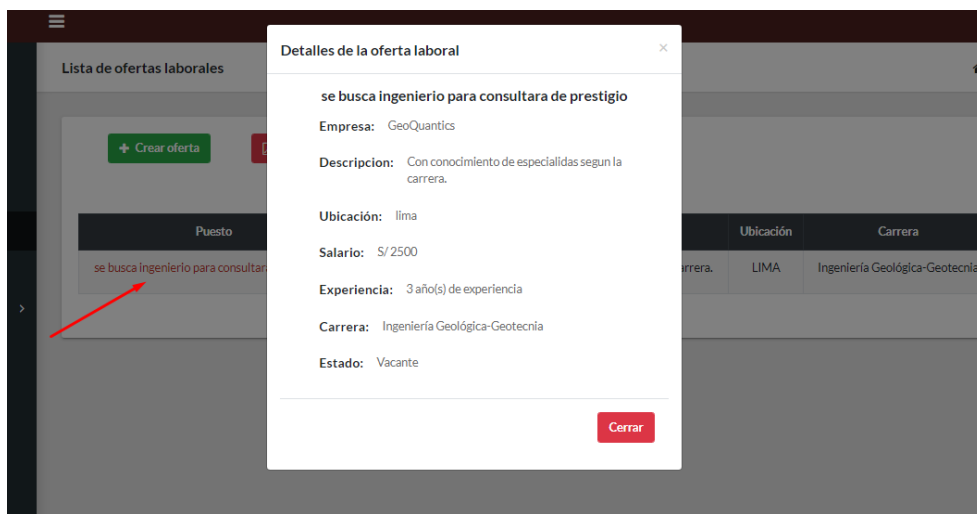 Lista de ofertas laborales
Detalles de la oferta laboral
×
se busca ingenierio para consultara de prestigio
Empresa: GeoQuantics
Descripcion: Con conocimiento de especialidas segun la
carrera.
Ubicación: lima
Salario: S/ 2500
Experiencia: 3 año(s) de experiencia
Carrera: Ingeniería Geológica-Geotecnia
Estado: Vacante
Cerrar
+ Crear oferta
Puesto
Ubicación
Carrera
se busca ingenierio para consultar
arrera.
LIMA
Ingeniería Geológica-Geotecnia